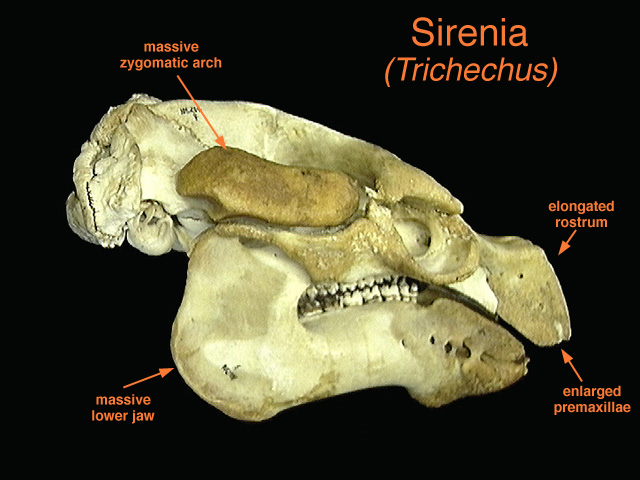 Sirenia
(Trichechus)
massive
zygomatic arch
elongated
rostrum
massive
lower jaw
enlarged
premaxillae